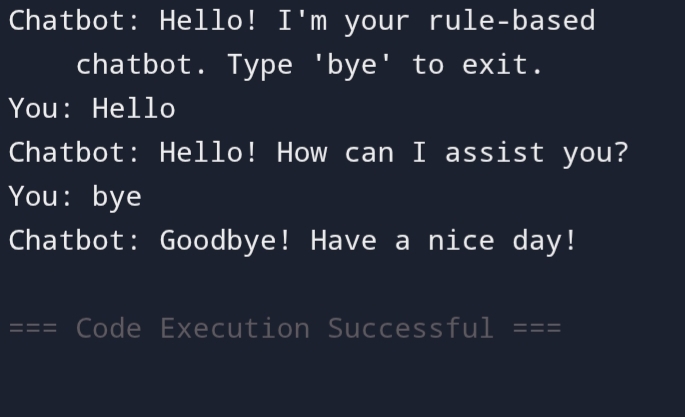 Chatbot: Hello! I'm your rule-based
chatbot. Type 'bye' to exit.
You: Hello
Chatbot: Hello! How can I assist you?
You: bye
Chatbot: Goodbye! Have a nice day!
=== Code Execution Successful ===